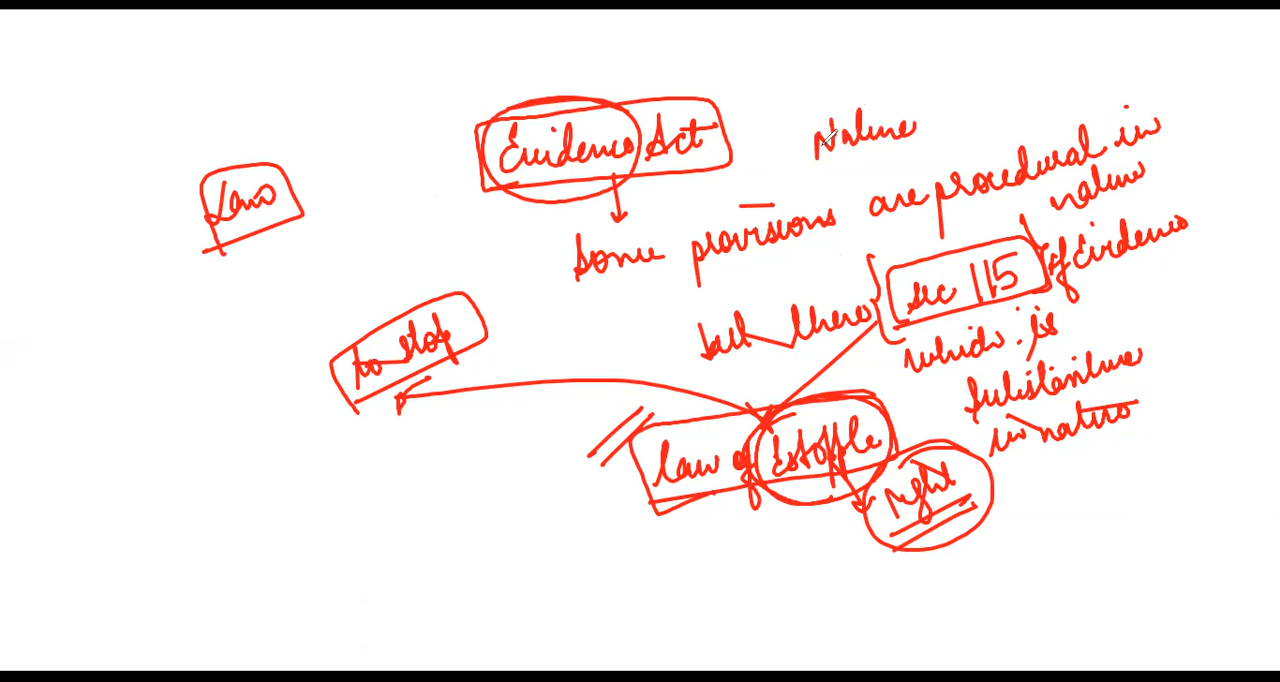 Evidence Act
Nature
Law
Some provisions are procedural in
nature
but there sec 115 of Evidence
which is
substantive
in nature
to stop
law of Estopple
right